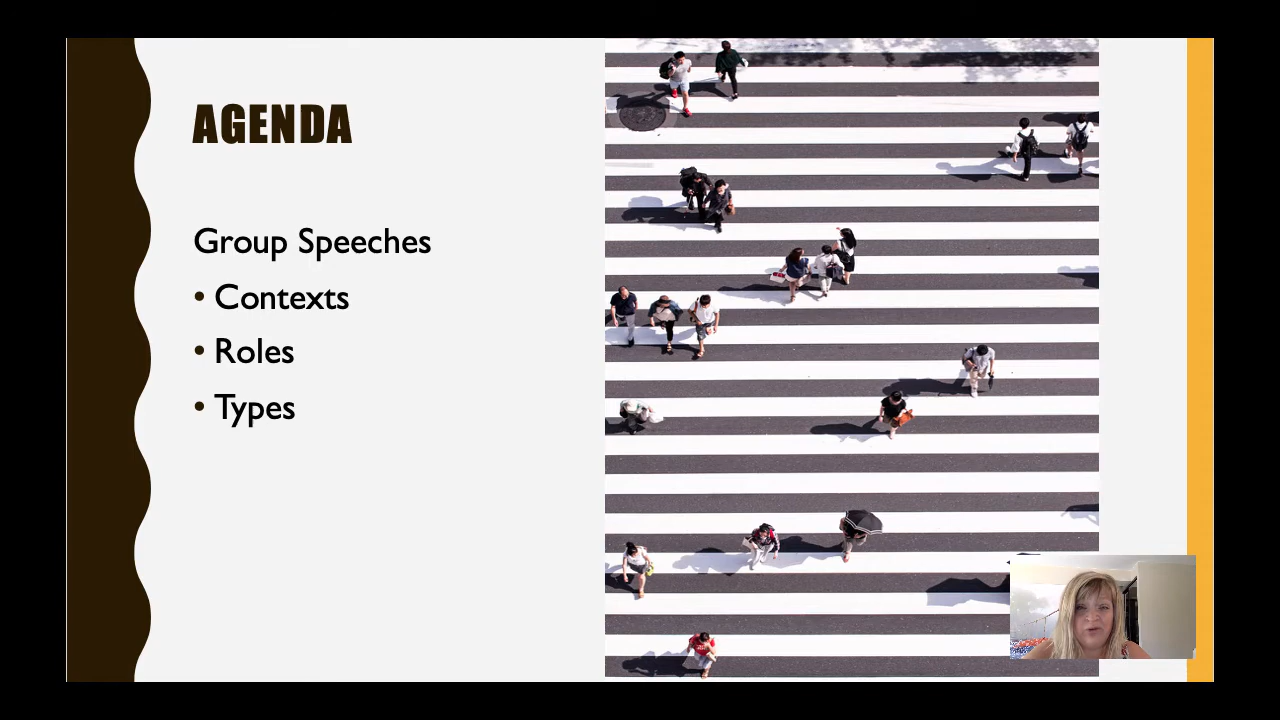 AGENDA
Group Speeches
• Contexts
• Roles
• Types